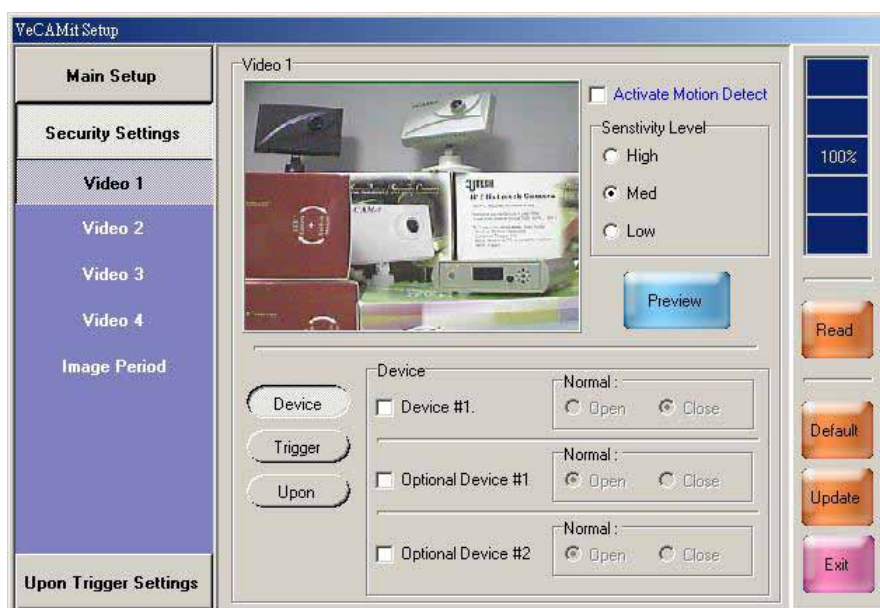 VeCAMit Setup
Main Setup
Security Settings
Video 1
Video 2
Video 3
Video 4
Image Period
Upon Trigger Settings
Video 1
Activate Motion Detect
Senstivity Level
High
Med
Low
Preview
Device
Trigger
Upon
Device
Device #1.
Normal :
Open Close
Optional Device #1
Normal :
Open Close
Optional Device #2
Normal :
Open Close
100%
Read
Default
Update
Exit